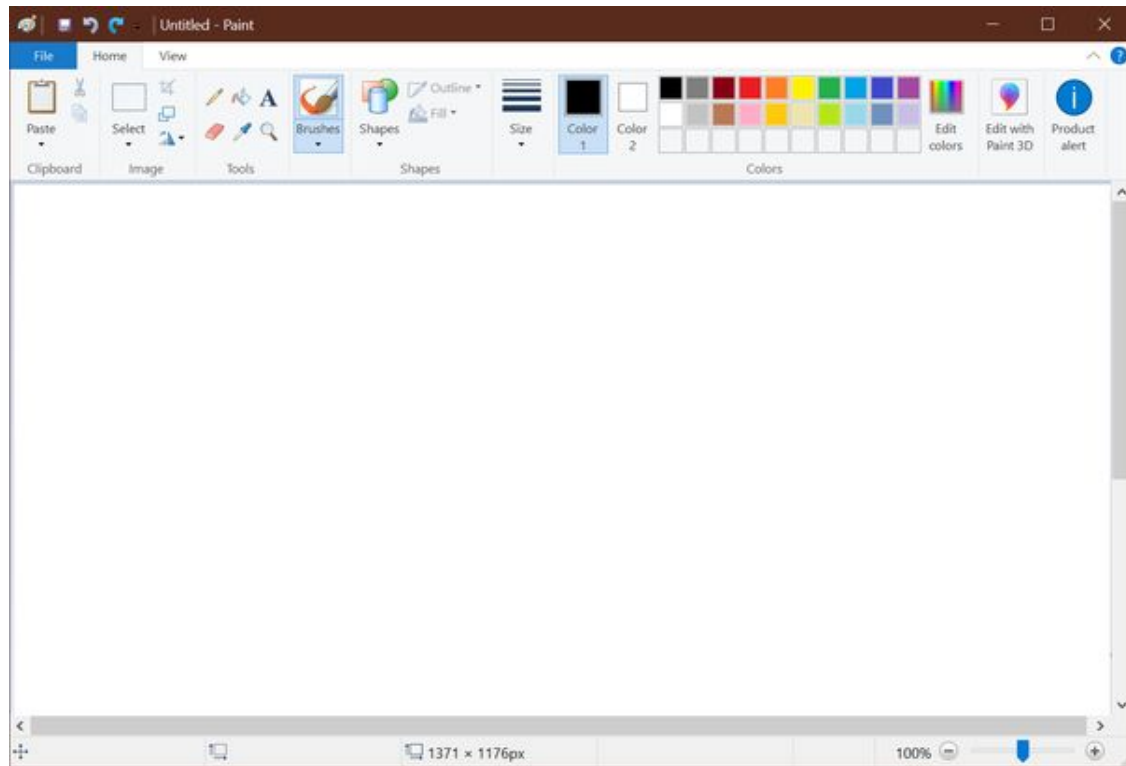 Untitled - Paint
File Home View
Paste
Select
A
Brushes
Shapes
Outline
Fill
Size
Color 1
Color 2
Edit colors
Edit with Paint 3D
Product alert
Clipboard Image Tools Shapes Colors
1371 × 1176px 100%